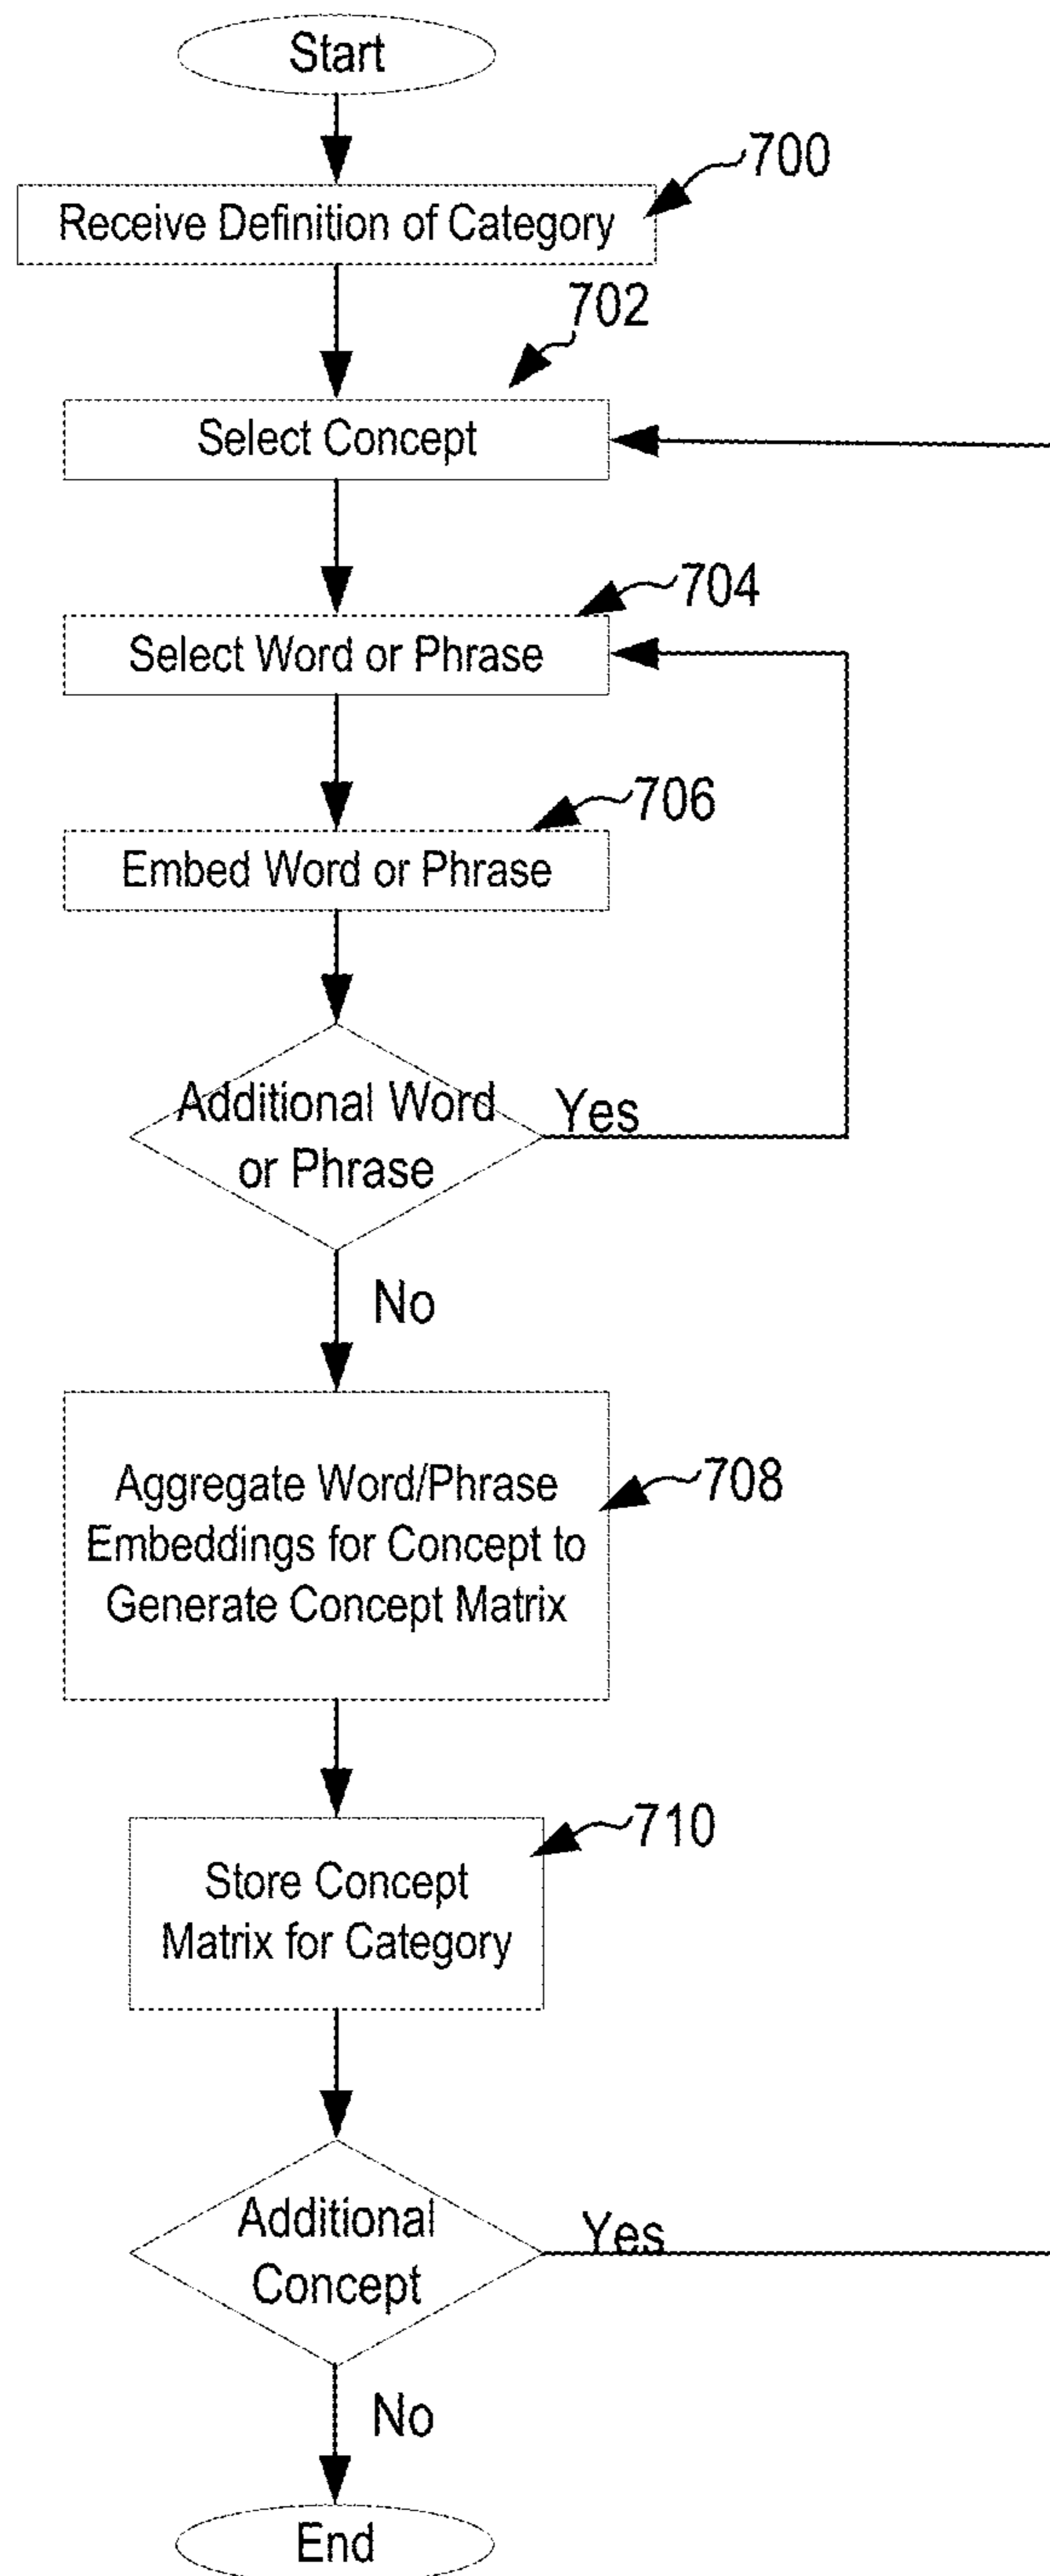 Start
700
Receive Definition of Category
702
Select Concept
704
Select Word or Phrase
706
Embed Word or Phrase
Additional Word
or Phrase
Yes
No
Aggregate Word/Phrase
Embeddings for Concept to
Generate Concept Matrix
708
710
Store Concept
Matrix for Category
Additional
Concept
Yes
No
End